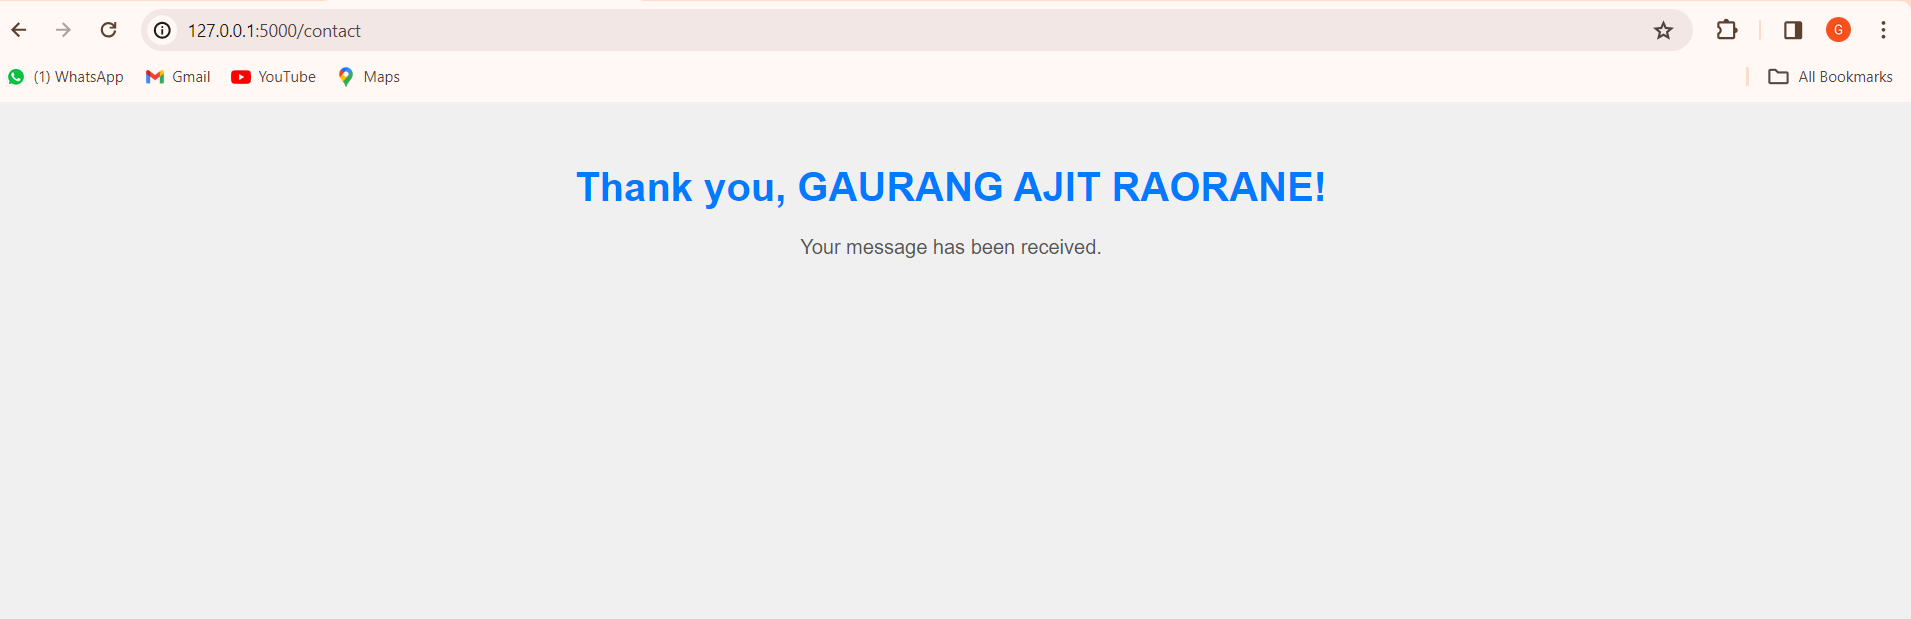 127.0.0.1:5000/contact
G
(1) WhatsApp Gmail YouTube Maps All Bookmarks
Thank you, GAURANG AJIT RAORANE!
Your message has been received.